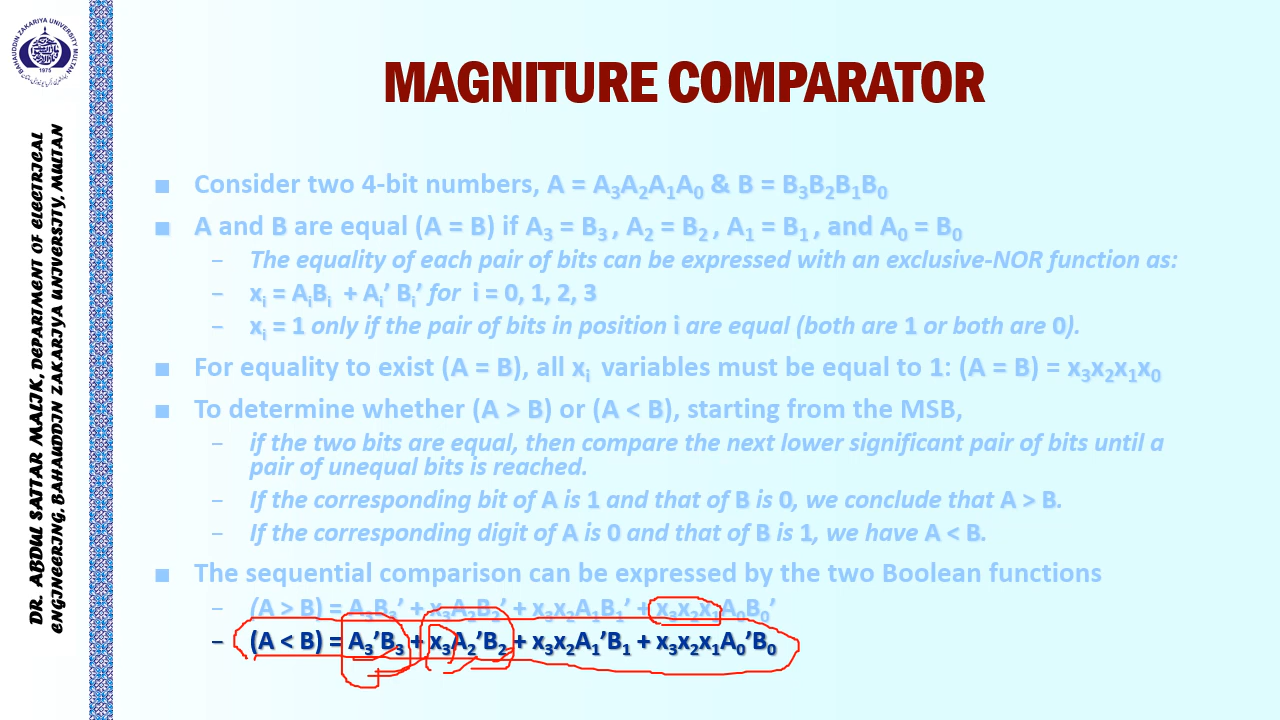 BAHAUDDIN ZAKARIYA UNIVERSITY MULTAN
1975
DR. ABDUL SATTAR MALIK, DEPARTMENT OF ELECTRICAL
ENGINEERING, BAHAUDDIN ZAKARIYA UNIVERSITY, MULTAN
MAGNITURE COMPARATOR
■ Consider two 4-bit numbers, A = A₃A₂A₁A₀ & B = B₃B₂B₁B₀
■ A and B are equal (A = B) if A₃ = B₃ , A₂ = B₂ , A₁ = B₁ , and A₀ = B₀
– The equality of each pair of bits can be expressed with an exclusive-NOR function as:
– xᵢ = AᵢBᵢ + Aᵢ’ Bᵢ’ for i = 0, 1, 2, 3
– xᵢ = 1 only if the pair of bits in position i are equal (both are 1 or both are 0).
■ For equality to exist (A = B), all xᵢ variables must be equal to 1: (A = B) = x₃x₂x₁x₀
■ To determine whether (A > B) or (A < B), starting from the MSB,
– if the two bits are equal, then compare the next lower significant pair of bits until a
pair of unequal bits is reached.
– If the corresponding bit of A is 1 and that of B is 0, we conclude that A > B.
– If the corresponding digit of A is 0 and that of B is 1, we have A < B.
■ The sequential comparison can be expressed by the two Boolean functions
– (A > B) = A₃B₃’ + x₃A₂B₂’ + x₃x₂A₁B₁’ + x₃x₂x₁A₀B₀’
– (A < B) = A₃’B₃ + x₃A₂’B₂ + x₃x₂A₁’B₁ + x₃x₂x₁A₀’B₀